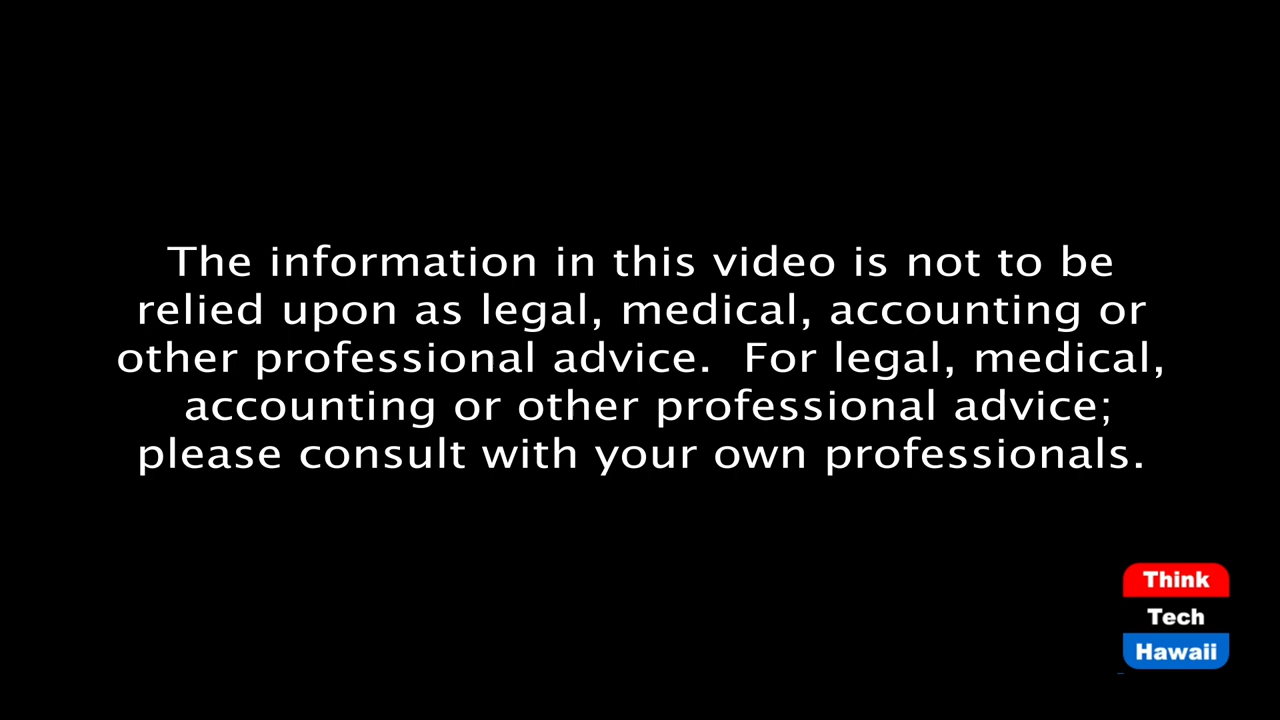 The information in this video is not to be
relied upon as legal, medical, accounting or
other professional advice.  For legal, medical,
accounting or other professional advice;
please consult with your own professionals.
Think
Tech
Hawaii